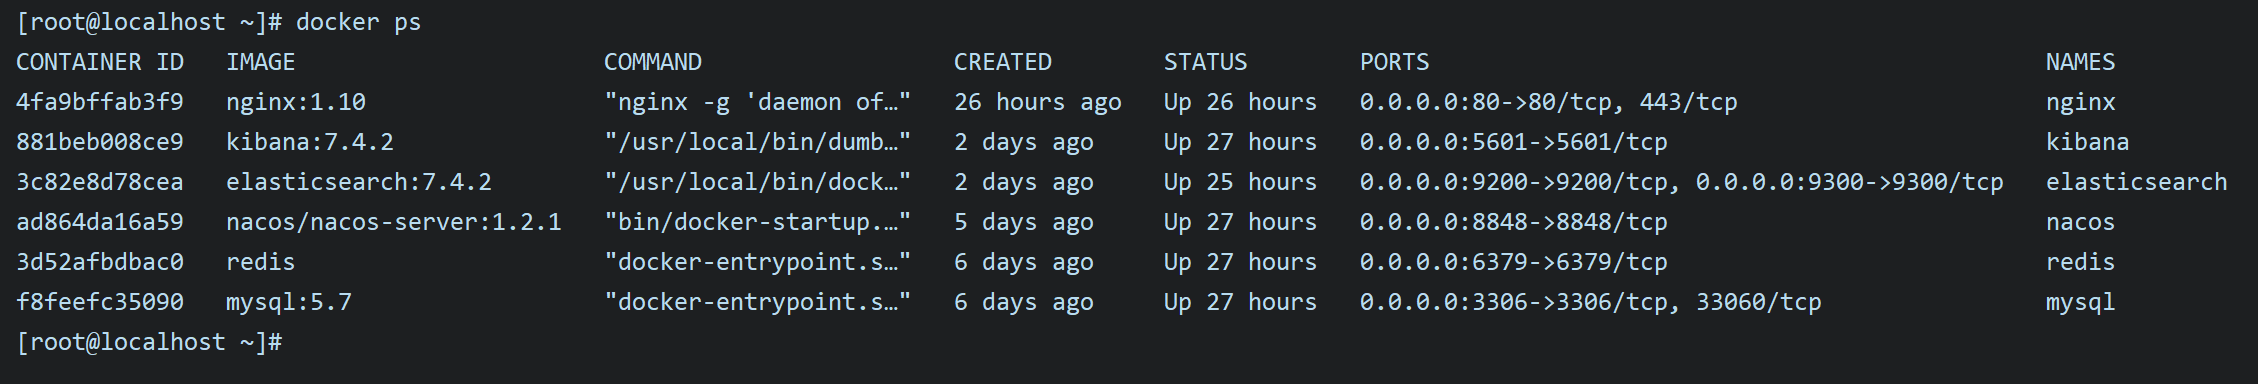 [root@localhost ~]# docker ps
CONTAINER ID   IMAGE                      COMMAND                  CREATED        STATUS        PORTS                                            NAMES
4fa9bffab3f9   nginx:1.10                 "nginx -g 'daemon of…"   26 hours ago   Up 26 hours   0.0.0.0:80->80/tcp, 443/tcp                      nginx
881beb008ce9   kibana:7.4.2               "/usr/local/bin/dumb…"   2 days ago     Up 27 hours   0.0.0.0:5601->5601/tcp                           kibana
3c82e8d78cea   elasticsearch:7.4.2        "/usr/local/bin/dock…"   2 days ago     Up 25 hours   0.0.0.0:9200->9200/tcp, 0.0.0.0:9300->9300/tcp   elasticsearch
ad864da16a59   nacos/nacos-server:1.2.1   "bin/docker-startup.…"   5 days ago     Up 27 hours   0.0.0.0:8848->8848/tcp                           nacos
3d52afbdbac0   redis                      "docker-entrypoint.s…"   6 days ago     Up 27 hours   0.0.0.0:6379->6379/tcp                           redis
f8feefc35090   mysql:5.7                  "docker-entrypoint.s…"   6 days ago     Up 27 hours   0.0.0.0:3306->3306/tcp, 33060/tcp                mysql
[root@localhost ~]#